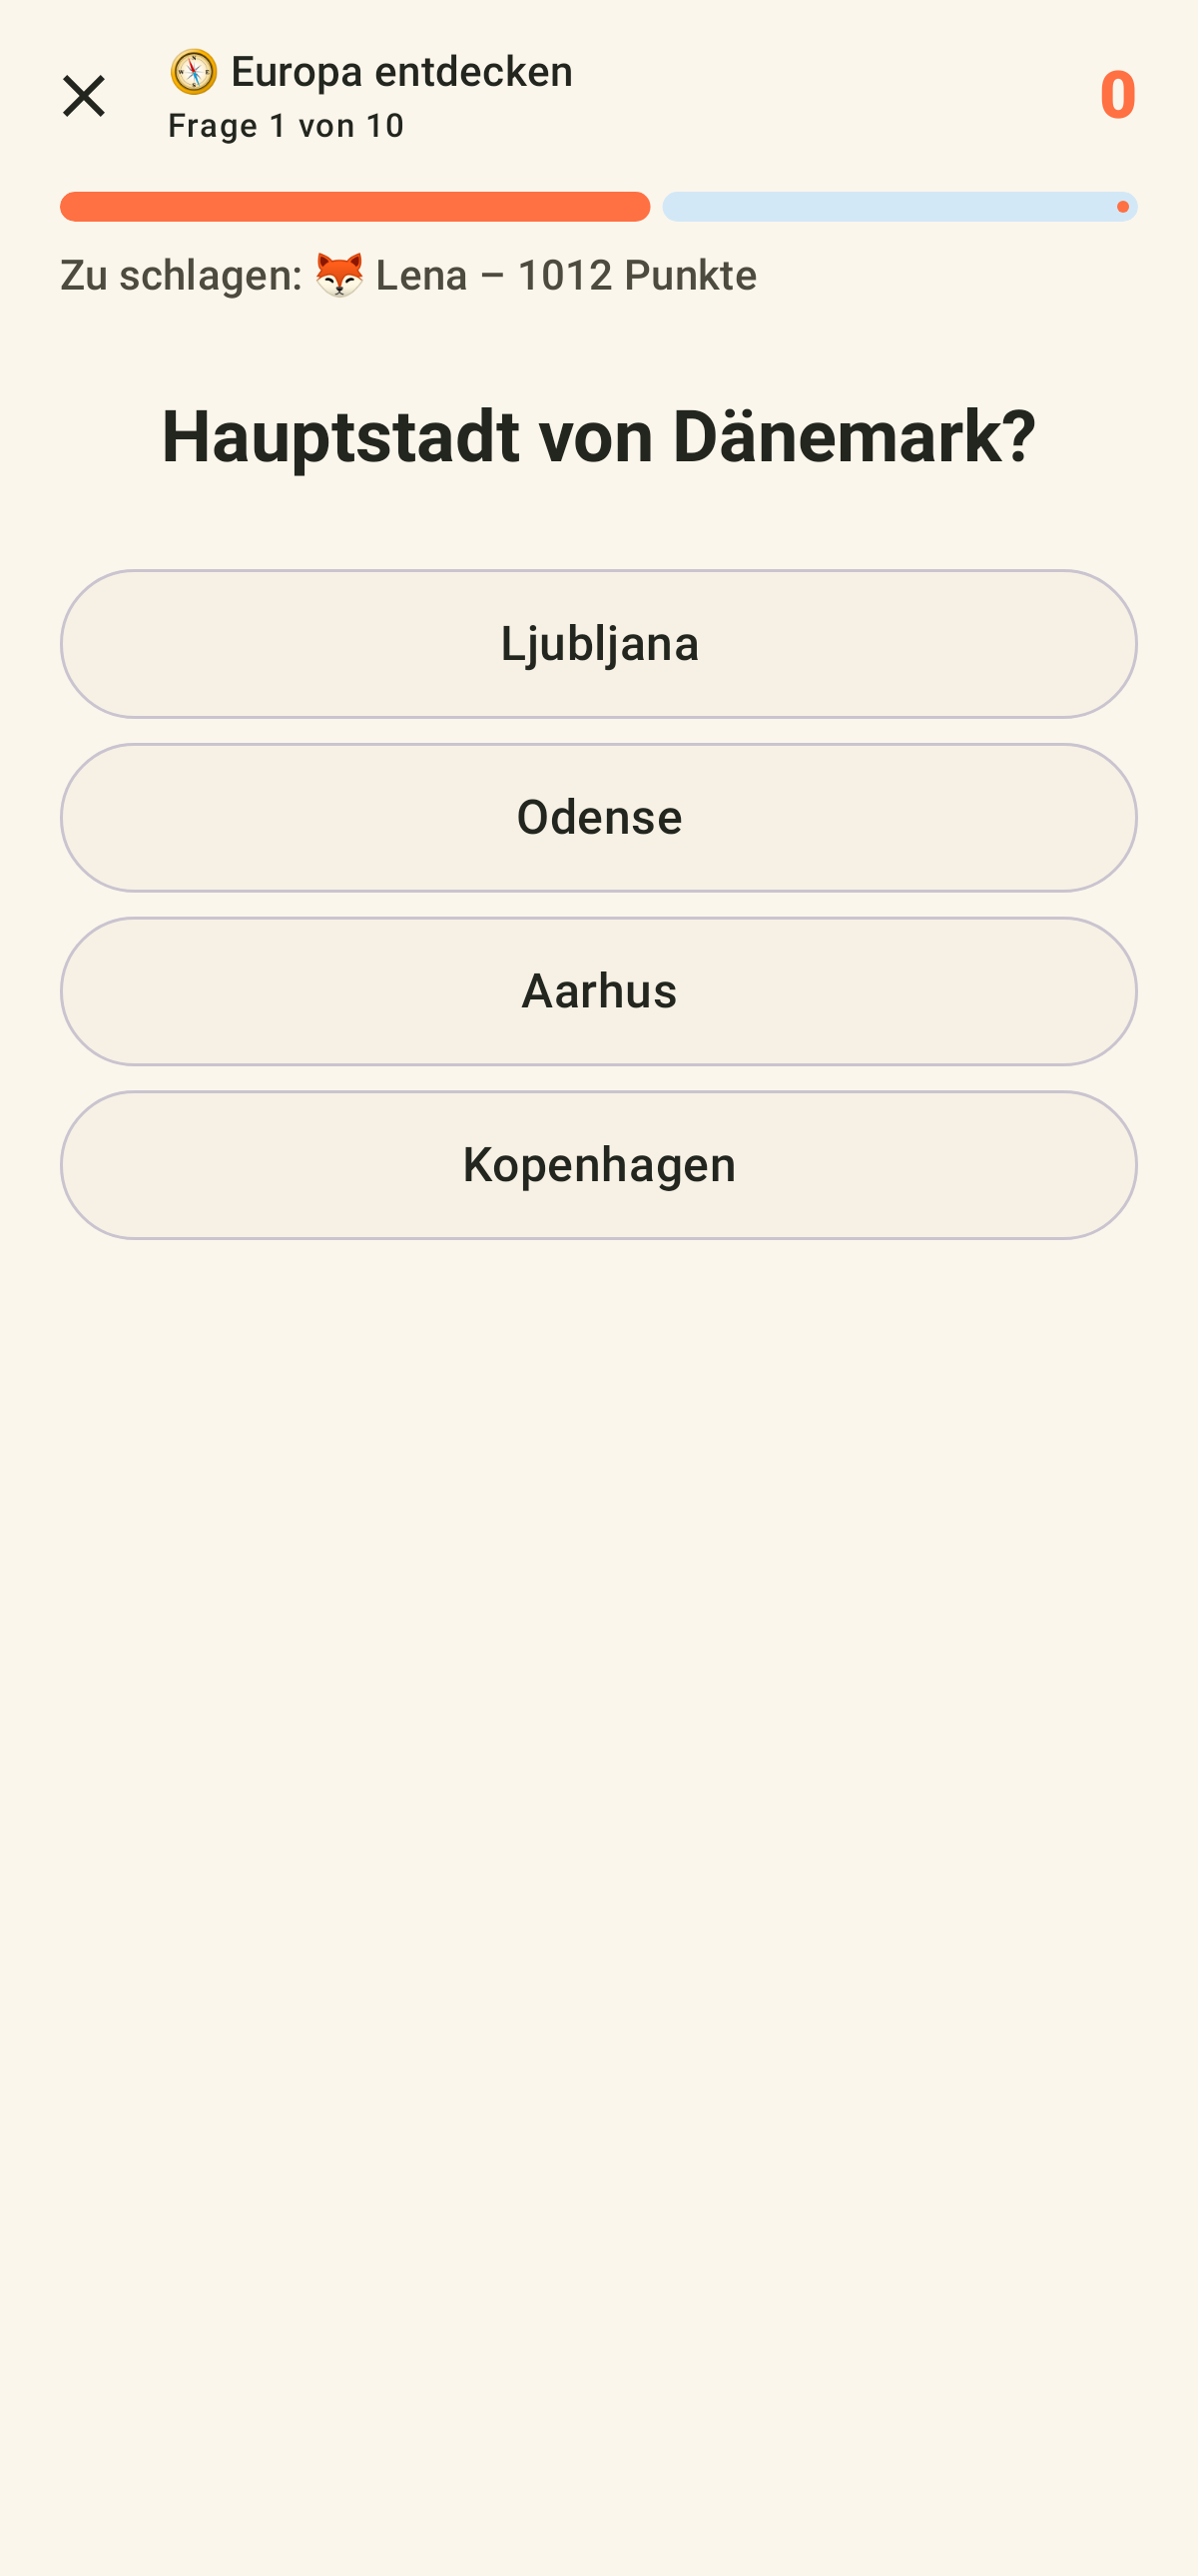 Europa entdecken
Frage 1 von 10
0
Zu schlagen: 🦊 Lena – 1012 Punkte
Hauptstadt von Dänemark?
Ljubljana
Odense
Aarhus
Kopenhagen